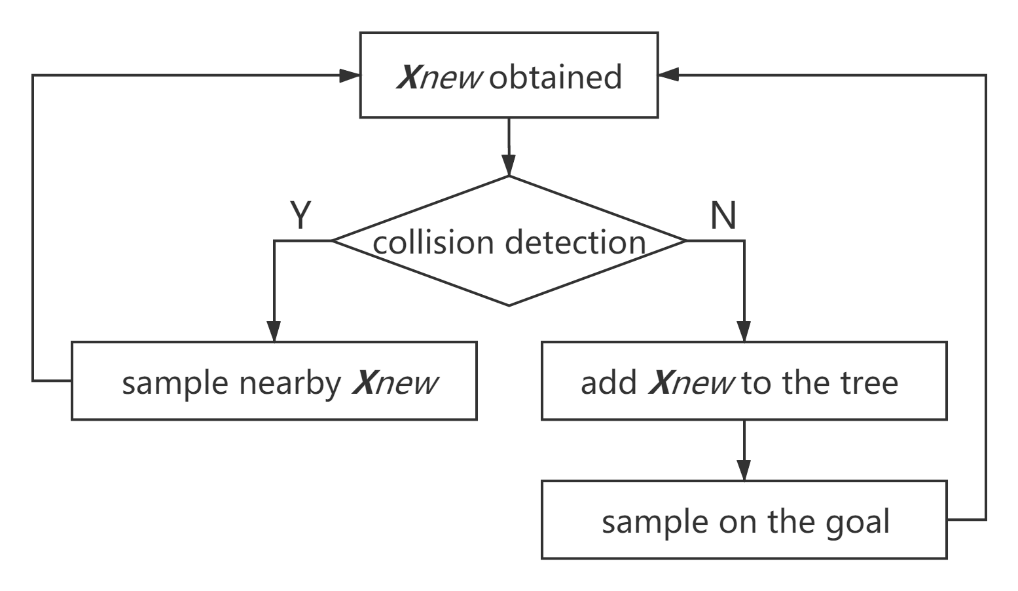 Xnew obtained
Y
N
collision detection
sample nearby Xnew
add Xnew to the tree
sample on the goal